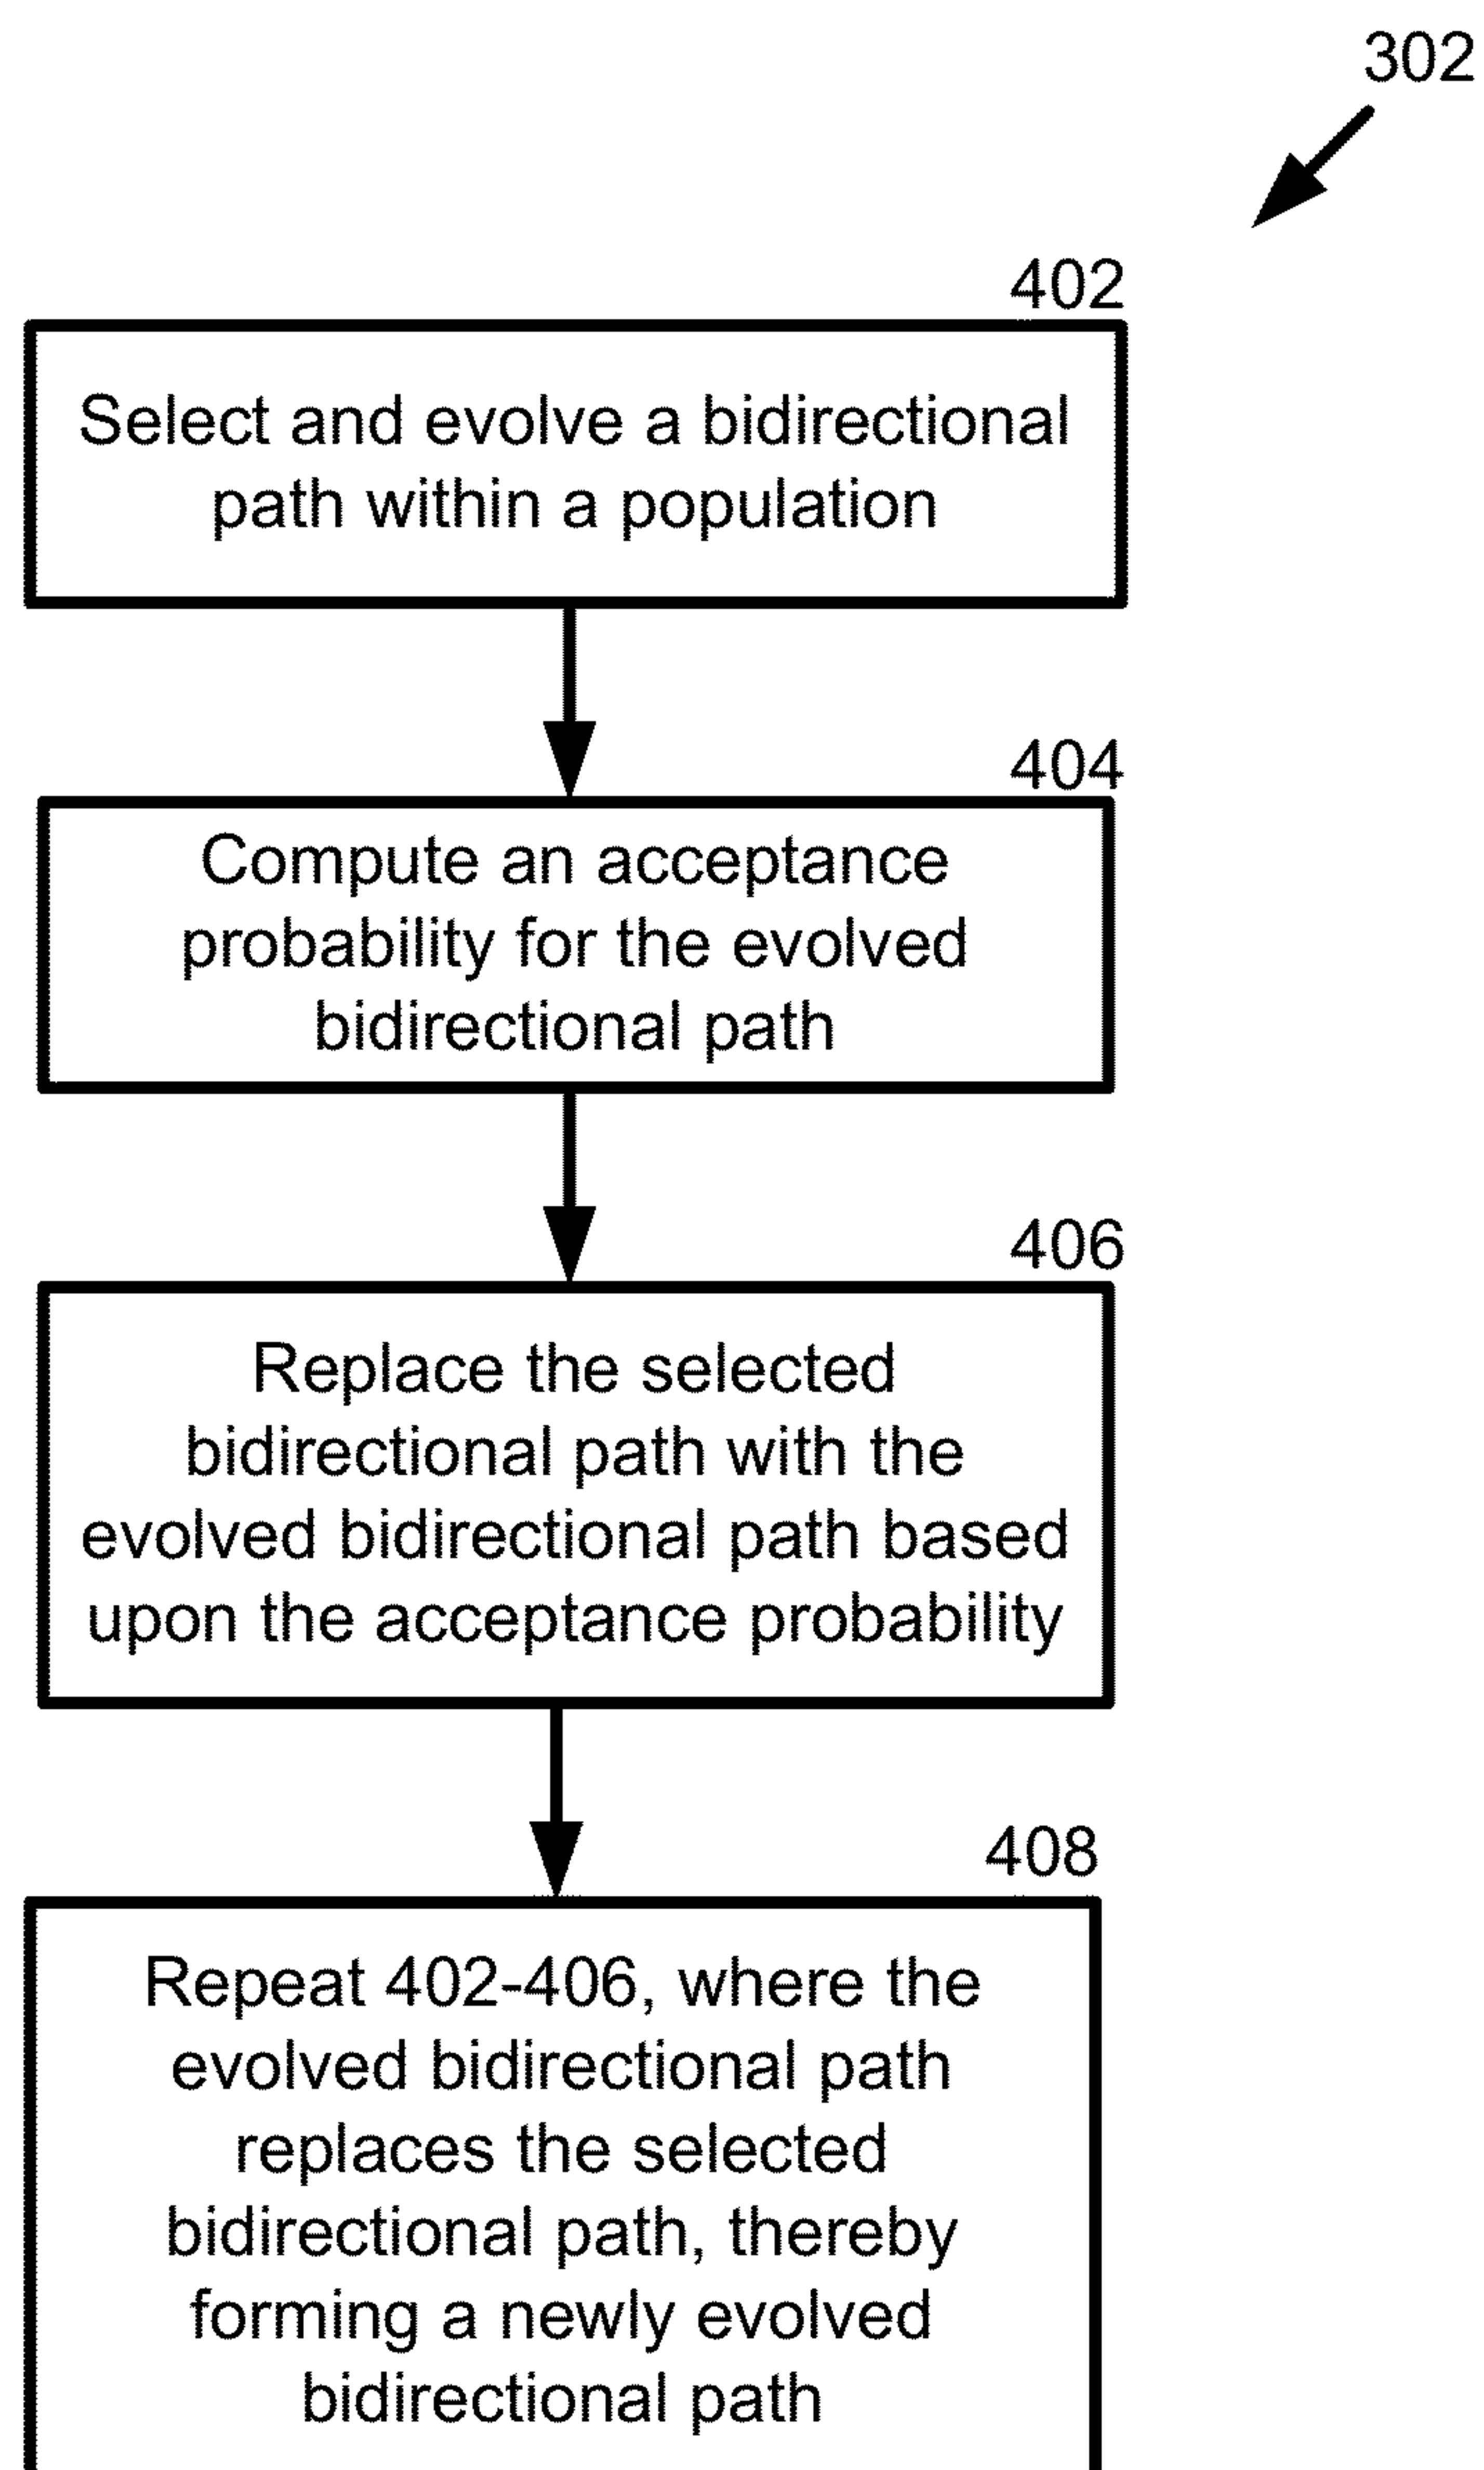 302
402
Select and evolve a bidirectional
path within a population
404
Compute an acceptance
probability for the evolved
bidirectional path
406
Replace the selected
bidirectional path with the
evolved bidirectional path based
upon the acceptance probability
408
Repeat 402-406, where the
evolved bidirectional path
replaces the selected
bidirectional path, thereby
forming a newly evolved
bidirectional path